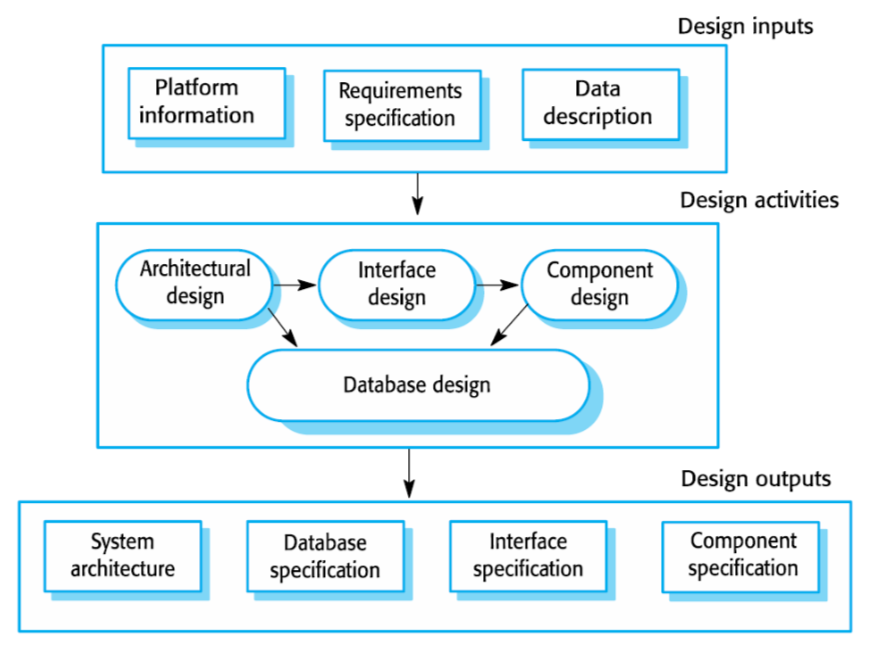 Design inputs
Platform
information
Requirements
specification
Data
description
Design activities
Architectural
design
Interface
design
Component
design
Database design
Design outputs
System
architecture
Database
specification
Interface
specification
Component
specification